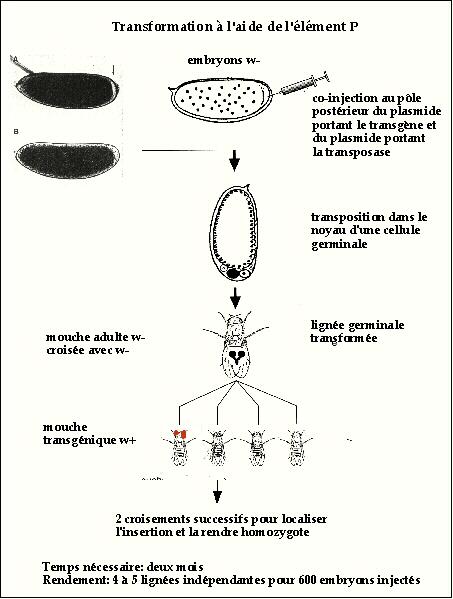 Transformation à l'aide de l'élément P
A
embryons w-
co-injection au pôle
postérieur du plasmide
portant le transgène et
du plasmide portant
la transposase
B
transposition dans le
noyau d'une cellule
germinale
mouche adulte w-
croisée avec w-
lignée germinale
transformée
mouche
transgénique w+
2 croisements successifs pour localiser
l'insertion et la rendre homozygote
Temps nécessaire: deux mois
Rendement: 4 à 5 lignées indépendantes pour 600 embryons injectés